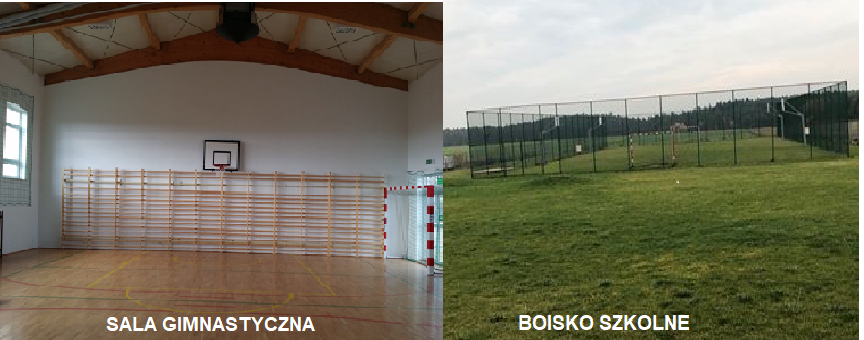 SALA GIMNASTYCZNA
BOISKO SZKOLNE